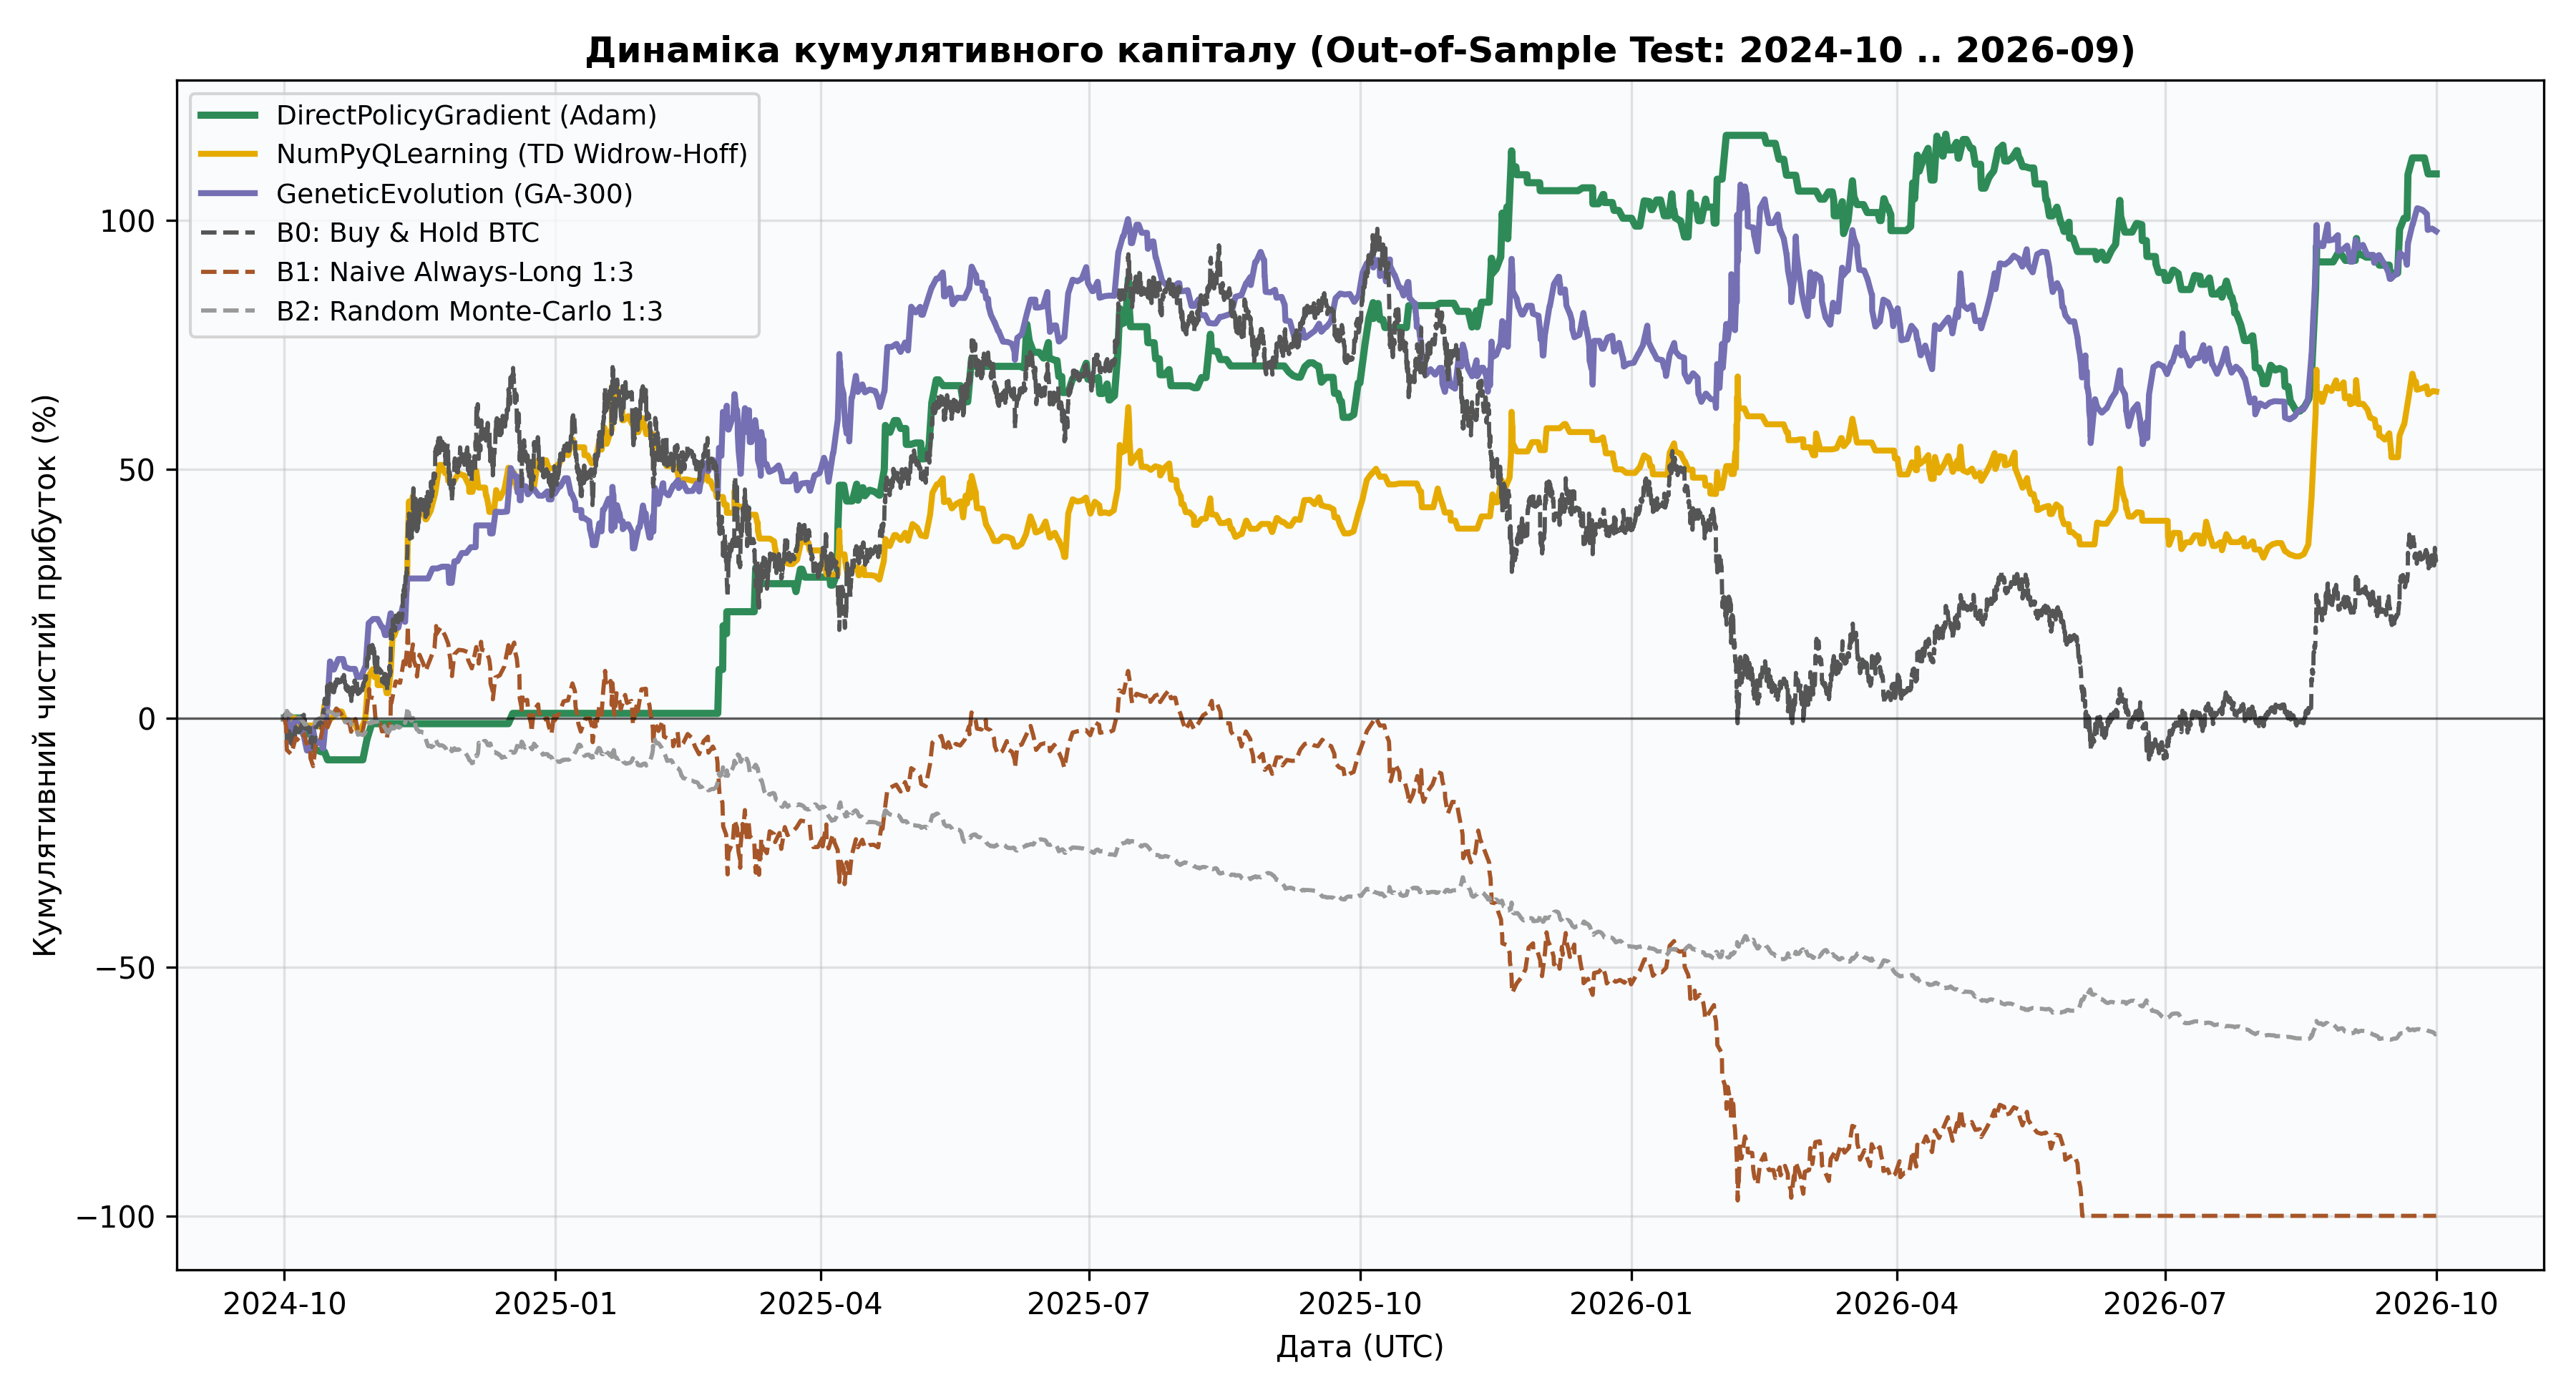 Динаміка кумулятивного капіталу (Out-of-Sample Test: 2024-10 .. 2026-09)
DirectPolicyGradient (Adam)
NumPyQLearning (TD Widrow-Hoff)
GeneticEvolution (GA-300)
B0: Buy & Hold BTC
B1: Naive Always-Long 1:3
B2: Random Monte-Carlo 1:3
Кумулятивний чистий прибуток (%)
100
50
0
−50
−100
2024-10 2025-01 2025-04 2025-07 2025-10 2026-01 2026-04 2026-07 2026-10
Дата (UTC)